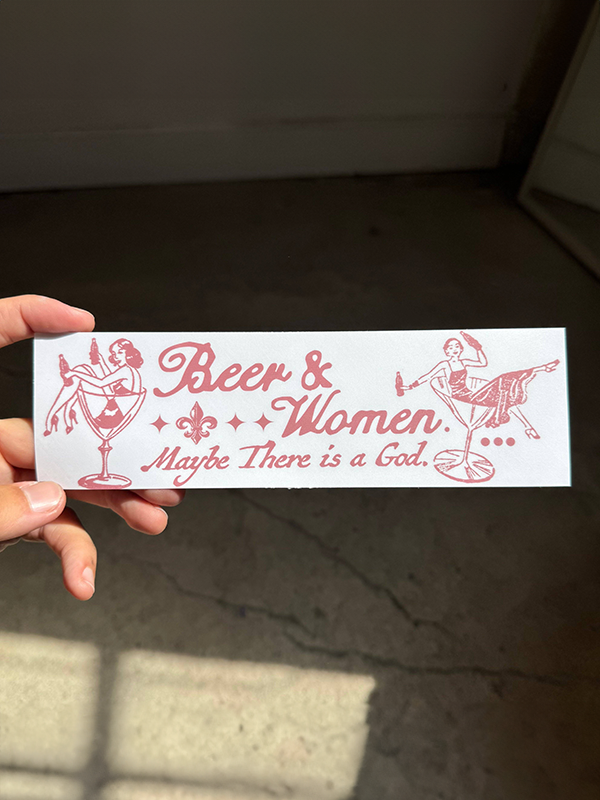 Beer &
Women.
Maybe There is a God.